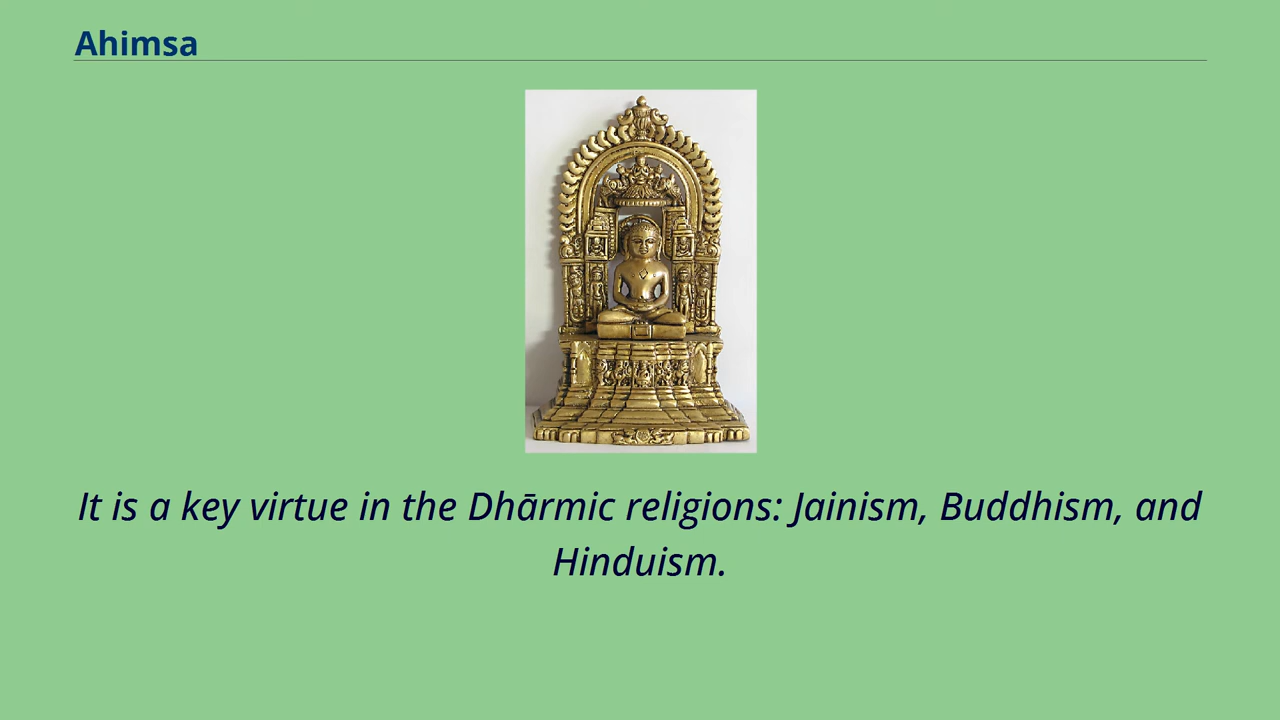 Ahimsa
It is a key virtue in the Dhārmic religions: Jainism, Buddhism, and
Hinduism.